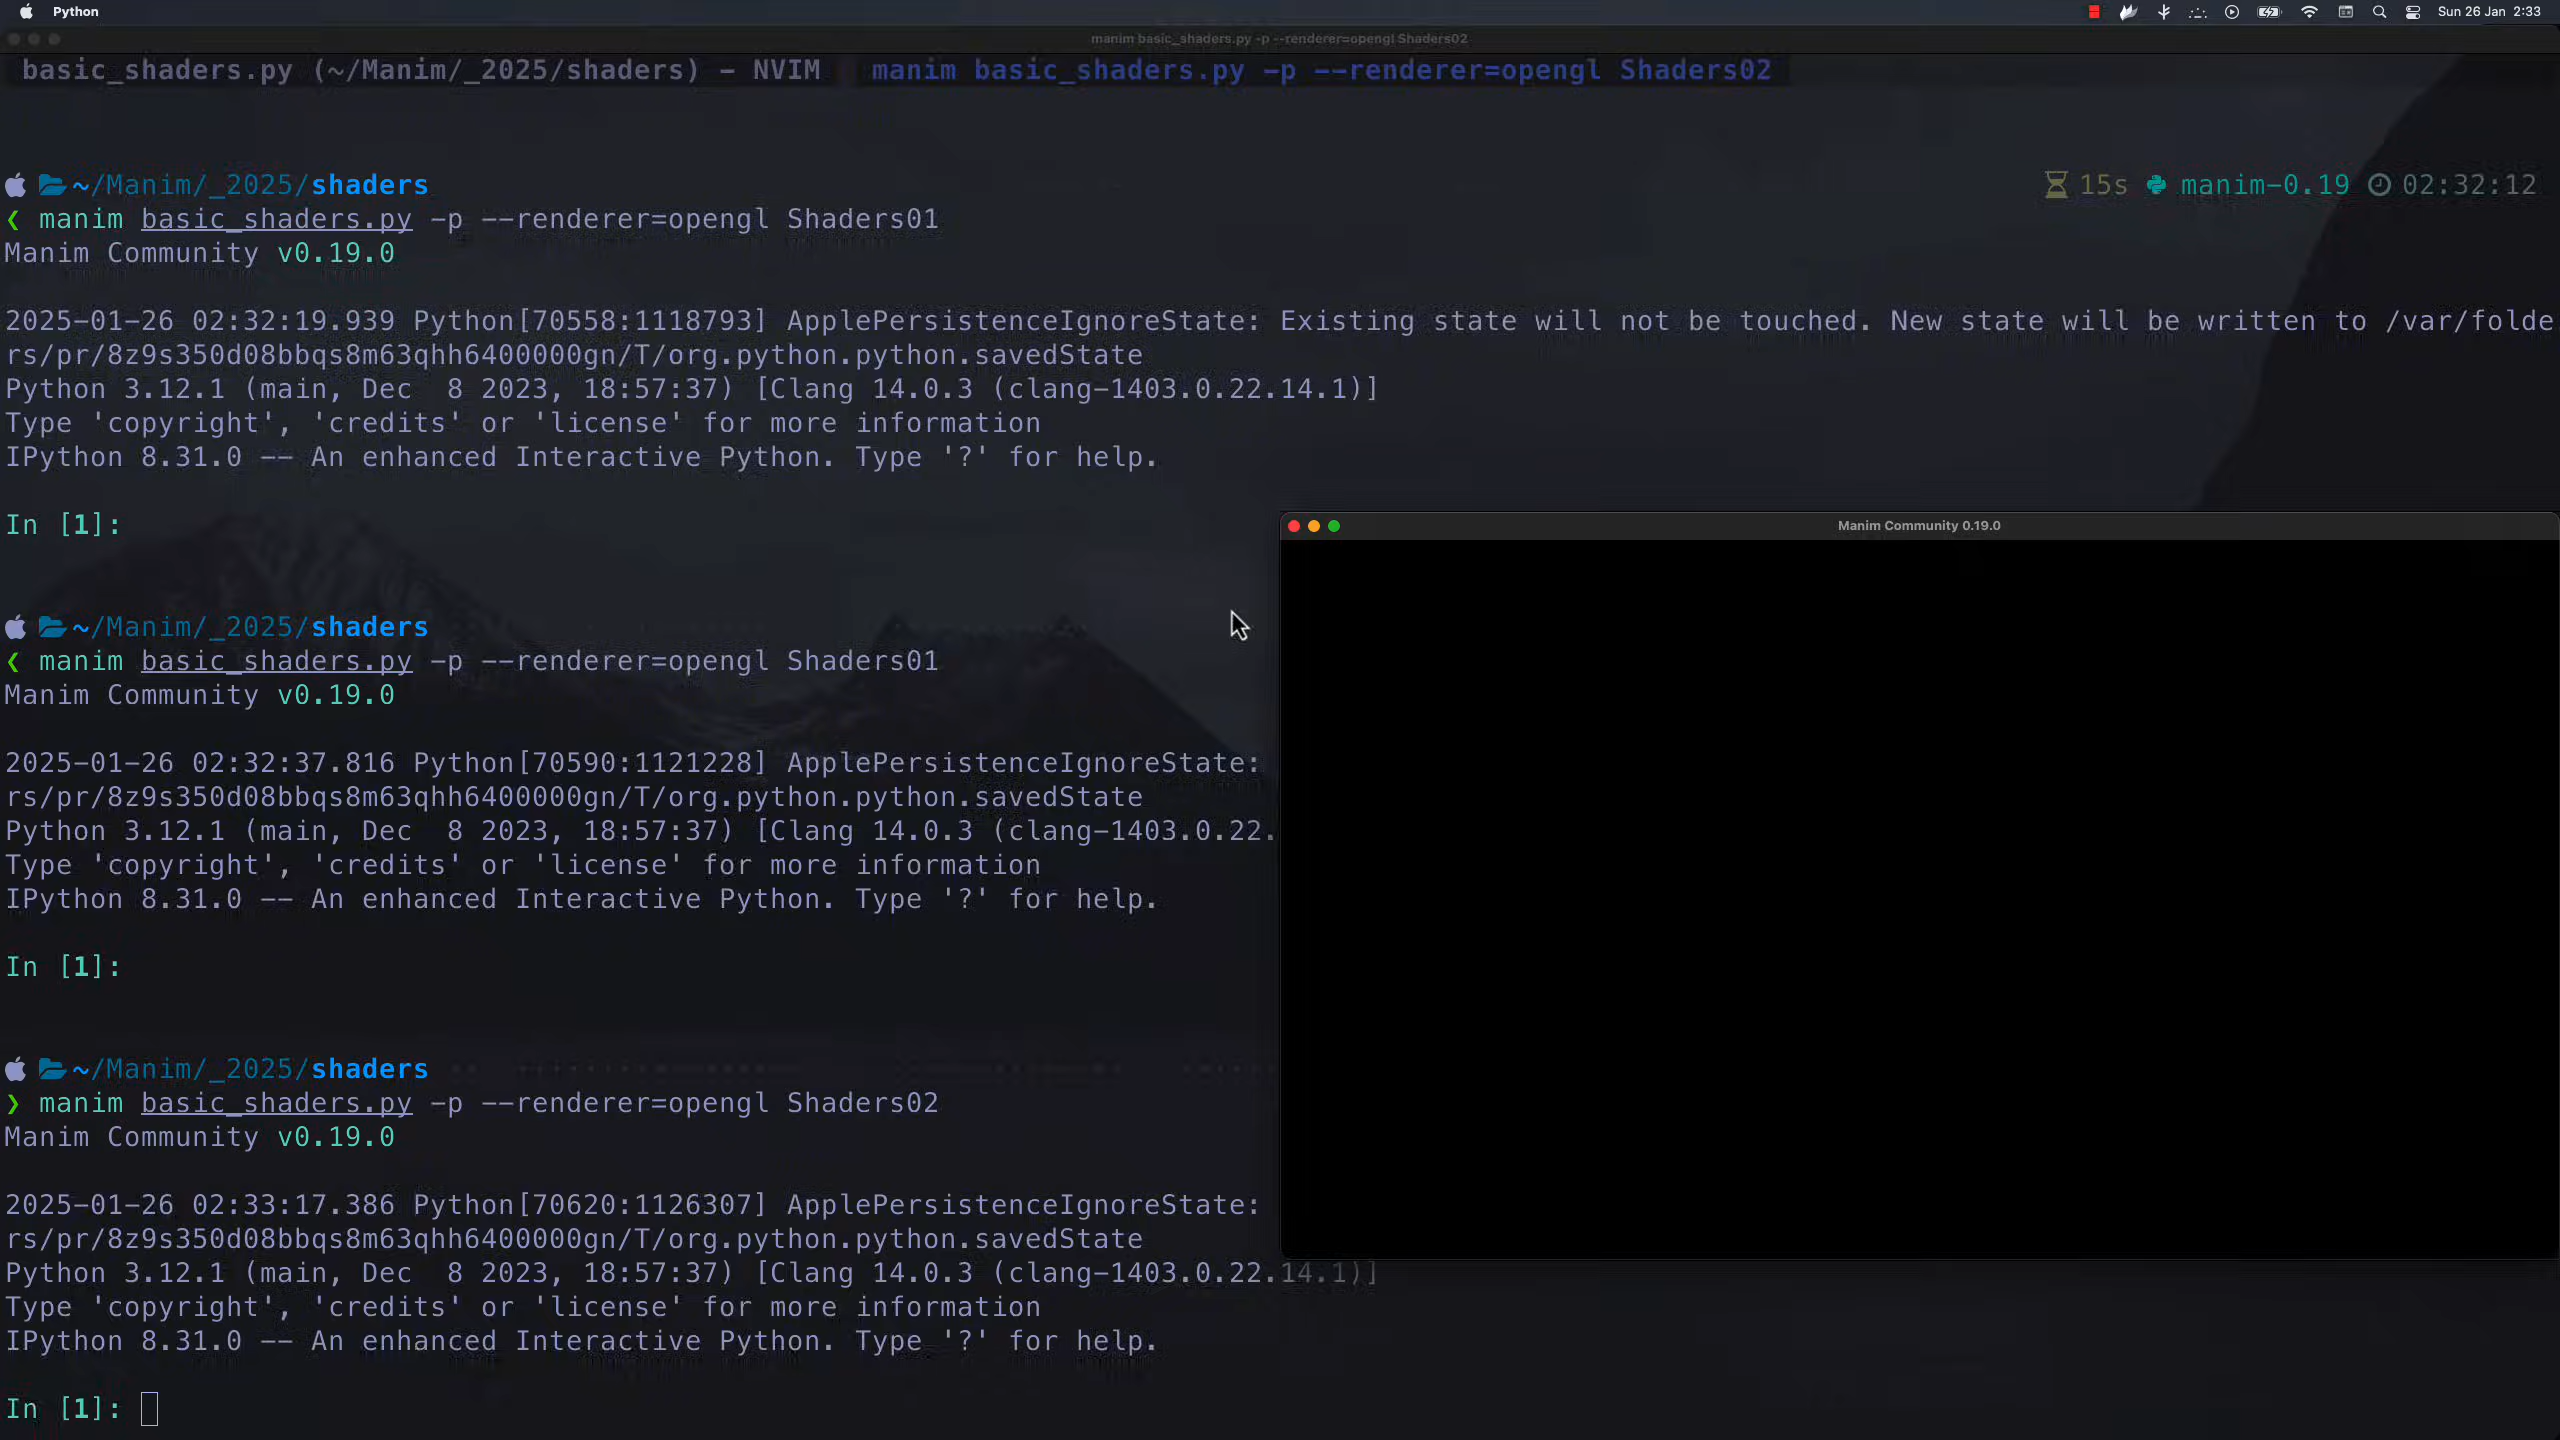 Python
Sun 26 Jan 2:33
manim basic_shaders.py -p --renderer=opengl Shaders02
basic_shaders.py (~/Manim/_2025/shaders) - NVIM
manim basic_shaders.py -p --renderer=opengl Shaders02
~/Manim/_2025/shaders
15s manim-0.19 02:32:12
❮ manim basic_shaders.py -p --renderer=opengl Shaders01
Manim Community v0.19.0
2025-01-26 02:32:19.939 Python[70558:1118793] ApplePersistenceIgnoreState: Existing state will not be touched. New state will be written to /var/folde
rs/pr/8z9s350d08bbqs8m63qhh6400000gn/T/org.python.python.savedState
Python 3.12.1 (main, Dec  8 2023, 18:57:37) [Clang 14.0.3 (clang-1403.0.22.14.1)]
Type 'copyright', 'credits' or 'license' for more information
IPython 8.31.0 -- An enhanced Interactive Python. Type '?' for help.
In [1]:
Manim Community 0.19.0
~/Manim/_2025/shaders
❮ manim basic_shaders.py -p --renderer=opengl Shaders01
Manim Community v0.19.0
2025-01-26 02:32:37.816 Python[70590:1121228] ApplePersistenceIgnoreState:
rs/pr/8z9s350d08bbqs8m63qhh6400000gn/T/org.python.python.savedState
Python 3.12.1 (main, Dec  8 2023, 18:57:37) [Clang 14.0.3 (clang-1403.0.22.
Type 'copyright', 'credits' or 'license' for more information
IPython 8.31.0 -- An enhanced Interactive Python. Type '?' for help.
In [1]:
~/Manim/_2025/shaders
❯ manim basic_shaders.py -p --renderer=opengl Shaders02
Manim Community v0.19.0
2025-01-26 02:33:17.386 Python[70620:1126307] ApplePersistenceIgnoreState:
rs/pr/8z9s350d08bbqs8m63qhh6400000gn/T/org.python.python.savedState
Python 3.12.1 (main, Dec  8 2023, 18:57:37) [Clang 14.0.3 (clang-1403.0.22.14.1)]
Type 'copyright', 'credits' or 'license' for more information
IPython 8.31.0 -- An enhanced Interactive Python. Type '?' for help.
In [1]: